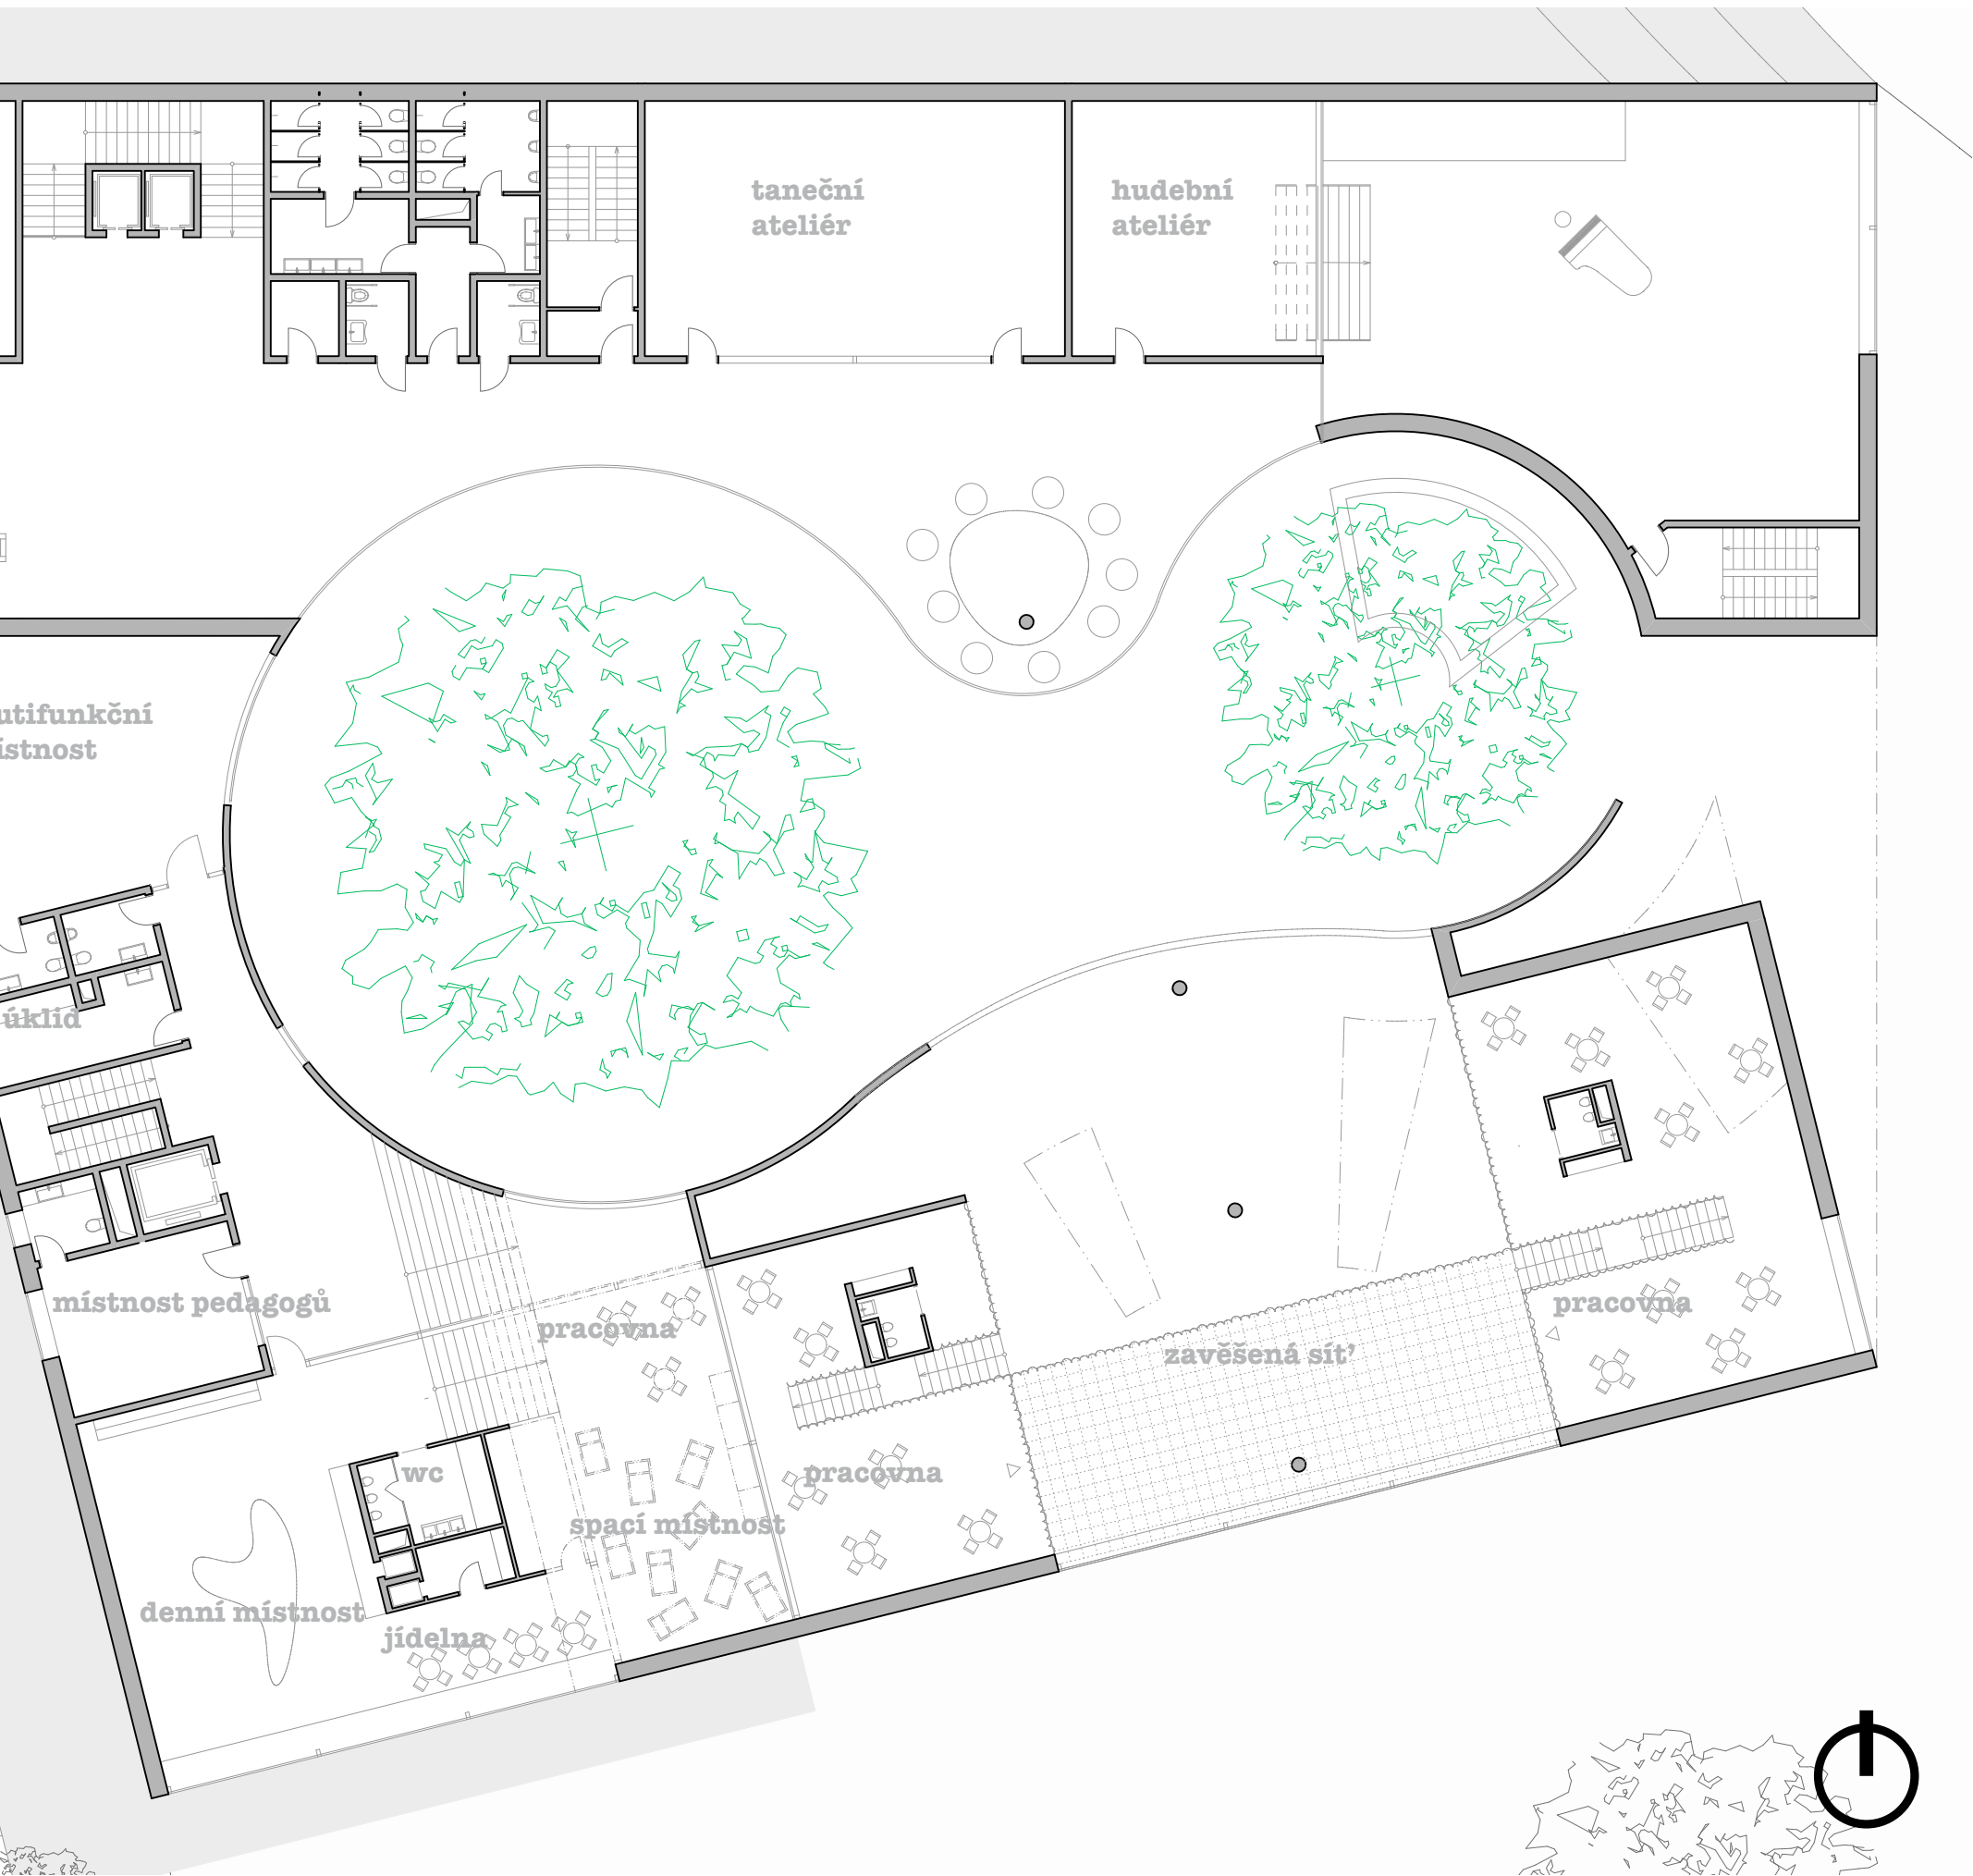 taneční
ateliér
hudební
ateliér
utifunkční
ístnost
úklid
místnost pedagogů
pracovna
pracovna
zavěšená síť
wc
pracovna
spací místnost
denní místnost
jídelna